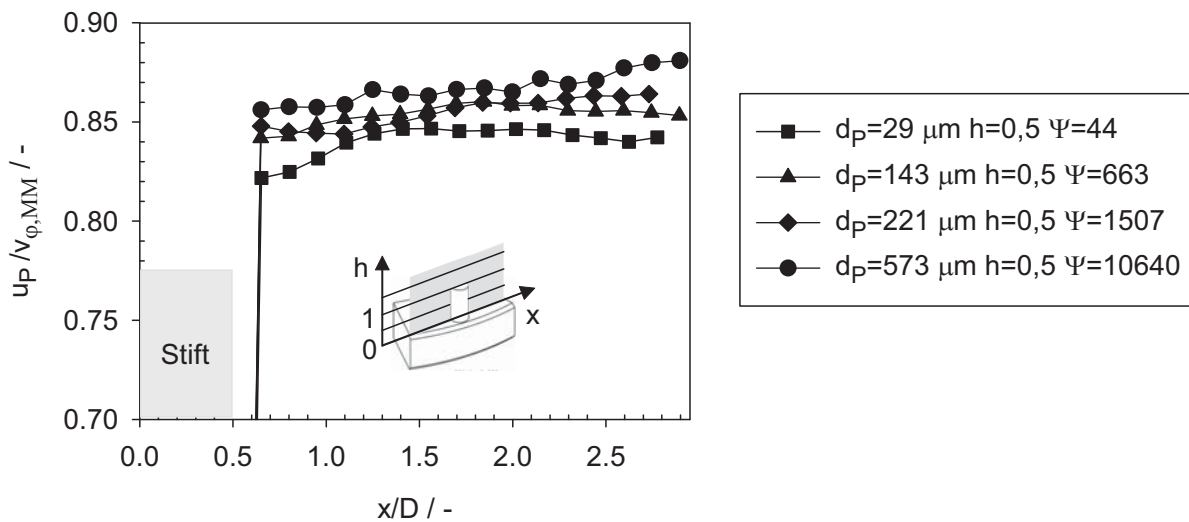 0.90
0.85
0.80
0.75
0.70
u_P /v_φ,MM / -
Stift
h
1
0
x
0.0 0.5 1.0 1.5 2.0 2.5
x/D / -
d_P=29 μm h=0,5 Ψ=44
d_P=143 μm h=0,5 Ψ=663
d_P=221 μm h=0,5 Ψ=1507
d_P=573 μm h=0,5 Ψ=10640